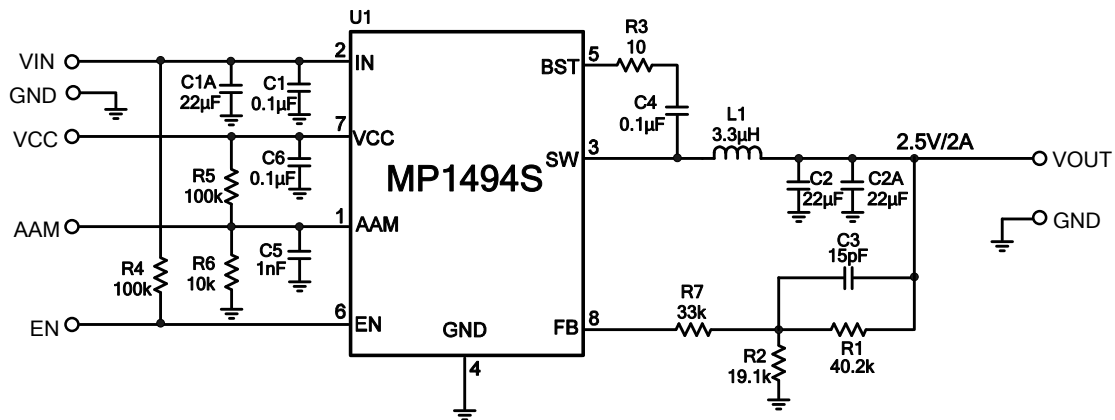 U1
VIN
2
IN
GND
C1A
22µF
C1
0.1µF
VCC
7
VCC
R5
100k
C6
0.1µF
AAM
1
AAM
R4
100k
R6
10k
C5
1nF
EN
6
EN
MP1494S
GND
4
BST
5
R3
10
C4
0.1µF
SW
3
L1
3.3µH
2.5V/2A
VOUT
C2
22µF
C2A
22µF
GND
C3
15pF
FB
8
R7
33k
R2
19.1k
R1
40.2k